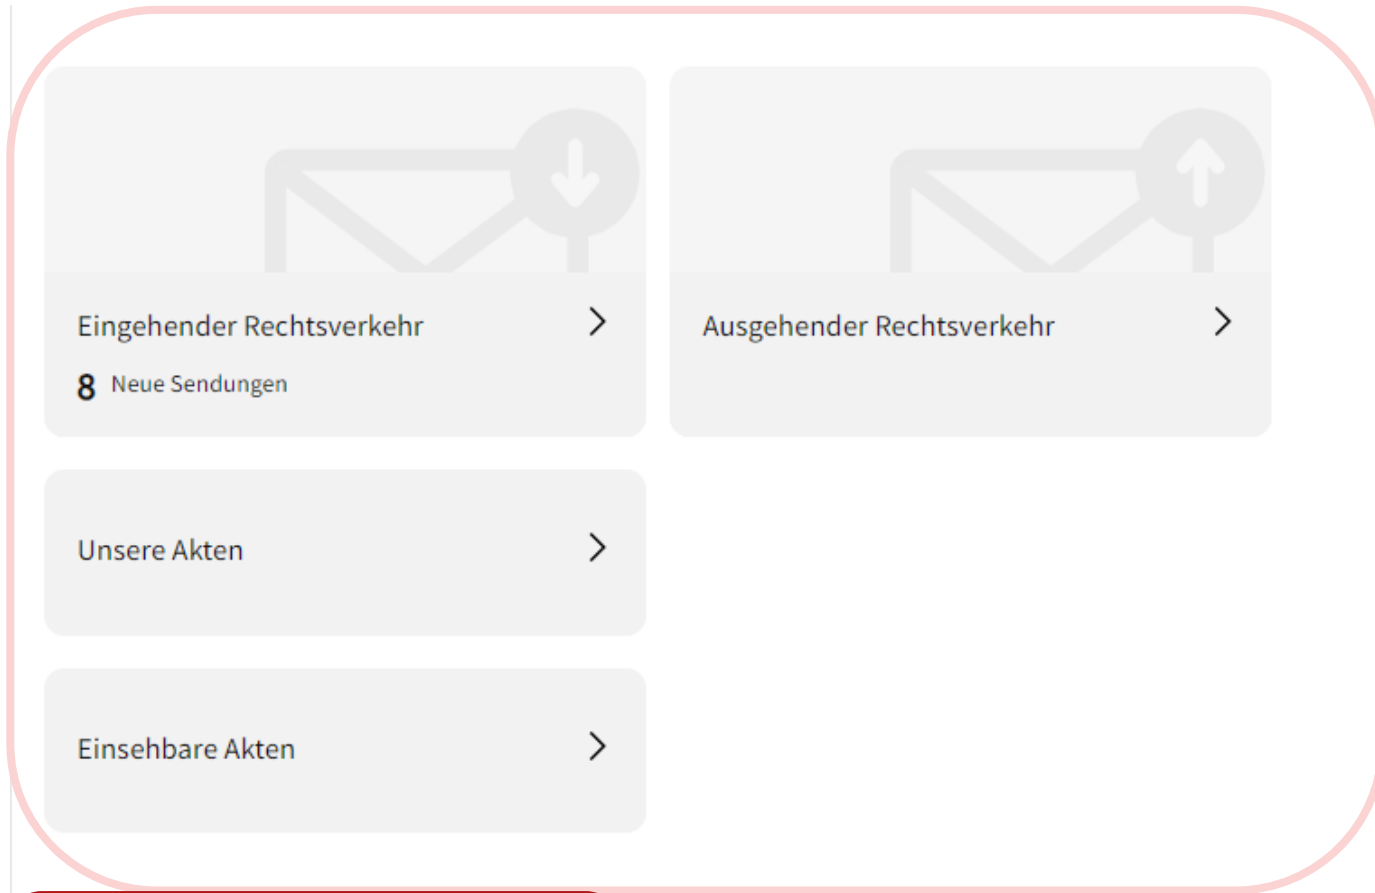 Eingehender Rechtsverkehr
8 Neue Sendungen
Ausgehender Rechtsverkehr
Unsere Akten
Einsehbare Akten